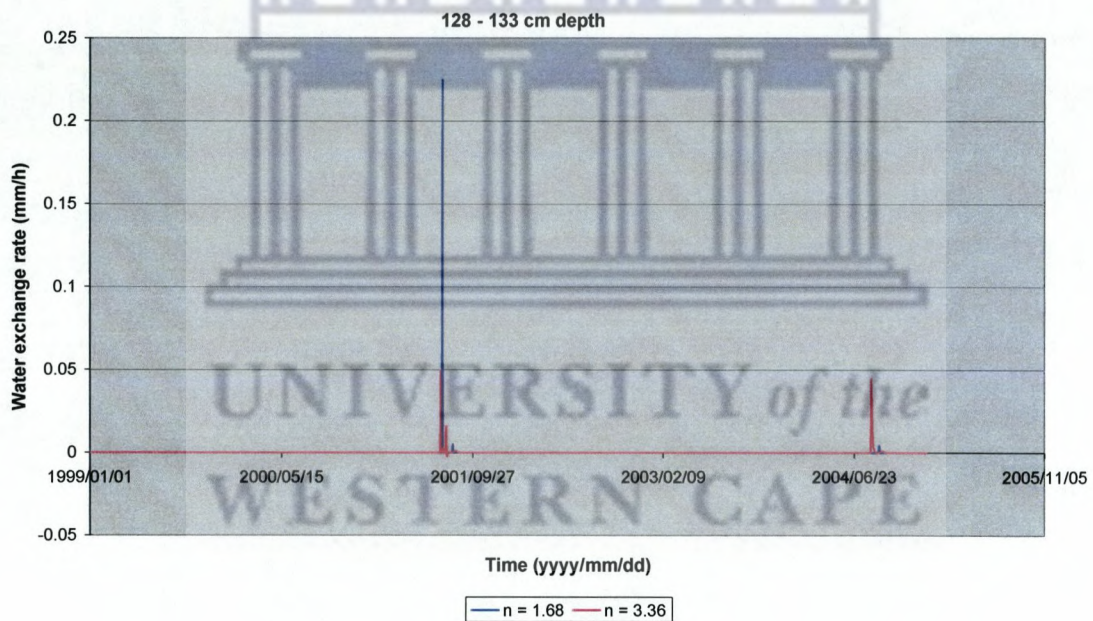 128 - 133 cm depth
0.25
0.2
0.15
0.1
0.05
0
-0.05
Water exchange rate (mm/h)
1999/01/01 2000/05/15 2001/09/27 2003/02/09 2004/06/23 2005/11/05
UNIVERSITY of the
WESTERN CAPE
Time (yyyy/mm/dd)
n = 1.68 n = 3.36